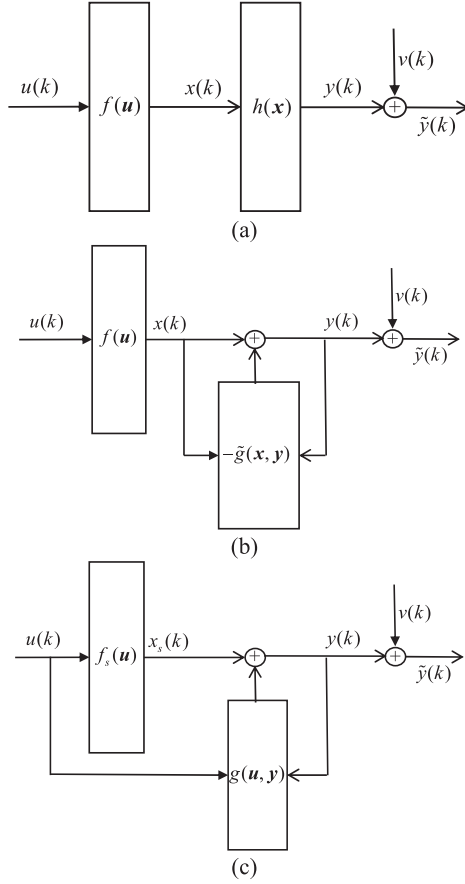 v(k)
u(k) f(u) x(k) h(x) y(k) +
ỹ(k)
(a)
v(k)
u(k) f(u) x(k) + y(k) +
ỹ(k)
−g̃(x, y)
(b)
v(k)
u(k) fₛ(u) xₛ(k) + y(k) +
ỹ(k)
g(u, y)
(c)